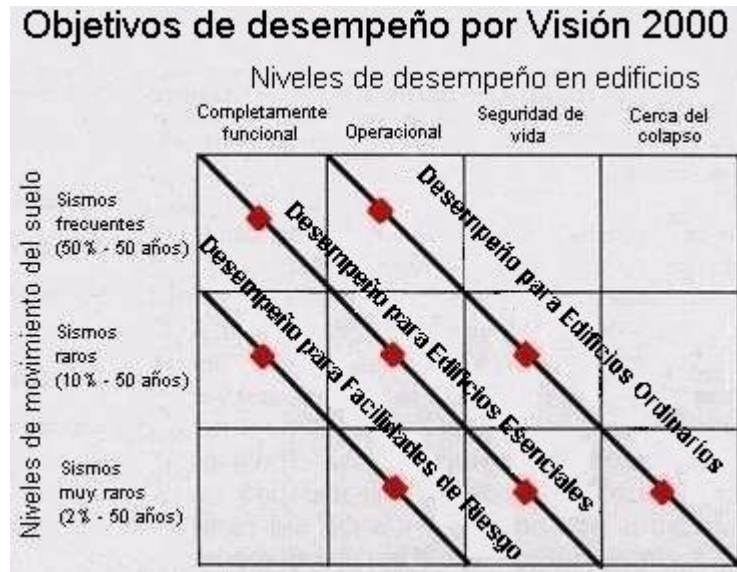 Objetivos de desempeño por Visión 2000
Niveles de desempeño en edificios
Completamente
funcional
Operacional
Seguridad de
vida
Cerca del
colapso
Niveles de movimiento del suelo
Sismos
frecuentes
(50% - 50 años)
Sismos
raros
(10% - 50 años)
Sismos
muy raros
(2% - 50 años)
Desempeño para Edificios Ordinarios
Desempeño para Edificios Esenciales
Desempeño para Facilidades de Riesgo